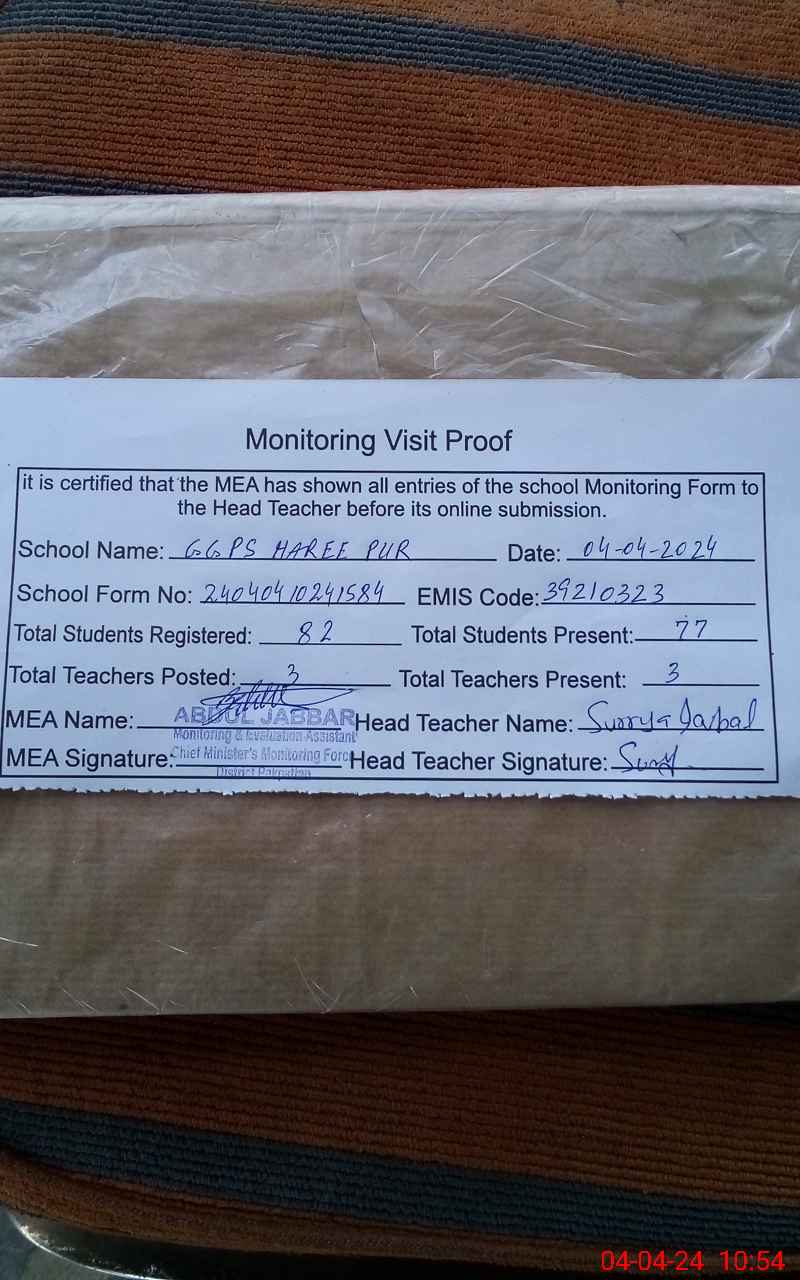 Monitoring Visit Proof
it is certified that the MEA has shown all entries of the school Monitoring Form to
the Head Teacher before its online submission.
School Name: GGPS HAREE PUR Date: 04-04-2024
School Form No: 24040410241584 EMIS Code: 39210323
Total Students Registered: 82 Total Students Present: 77
Total Teachers Posted: 3 Total Teachers Present: 3
MEA Name: ABDUL JABBAR Head Teacher Name: Surrya
Monitoring & Evaluation Assistant
MEA Signature: Chief Minister's Monitoring Force Head Teacher Signature:
District Pakpattan
04-04-24 10:54